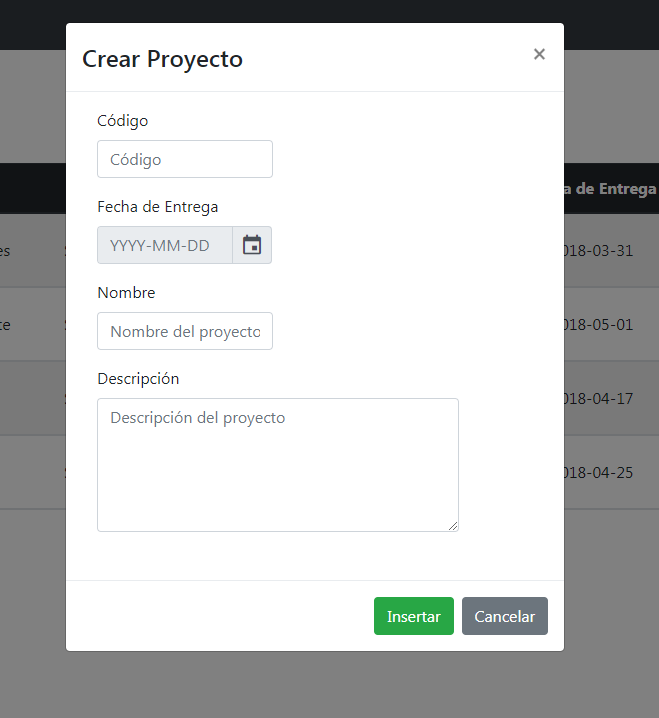 Crear Proyecto
×
Código
Código
a de Entrega
Fecha de Entrega
YYYY-MM-DD
es
018-03-31
Nombre
Nombre del proyecto
te
018-05-01
Descripción
Descripción del proyecto
018-04-17
018-04-25
Insertar
Cancelar